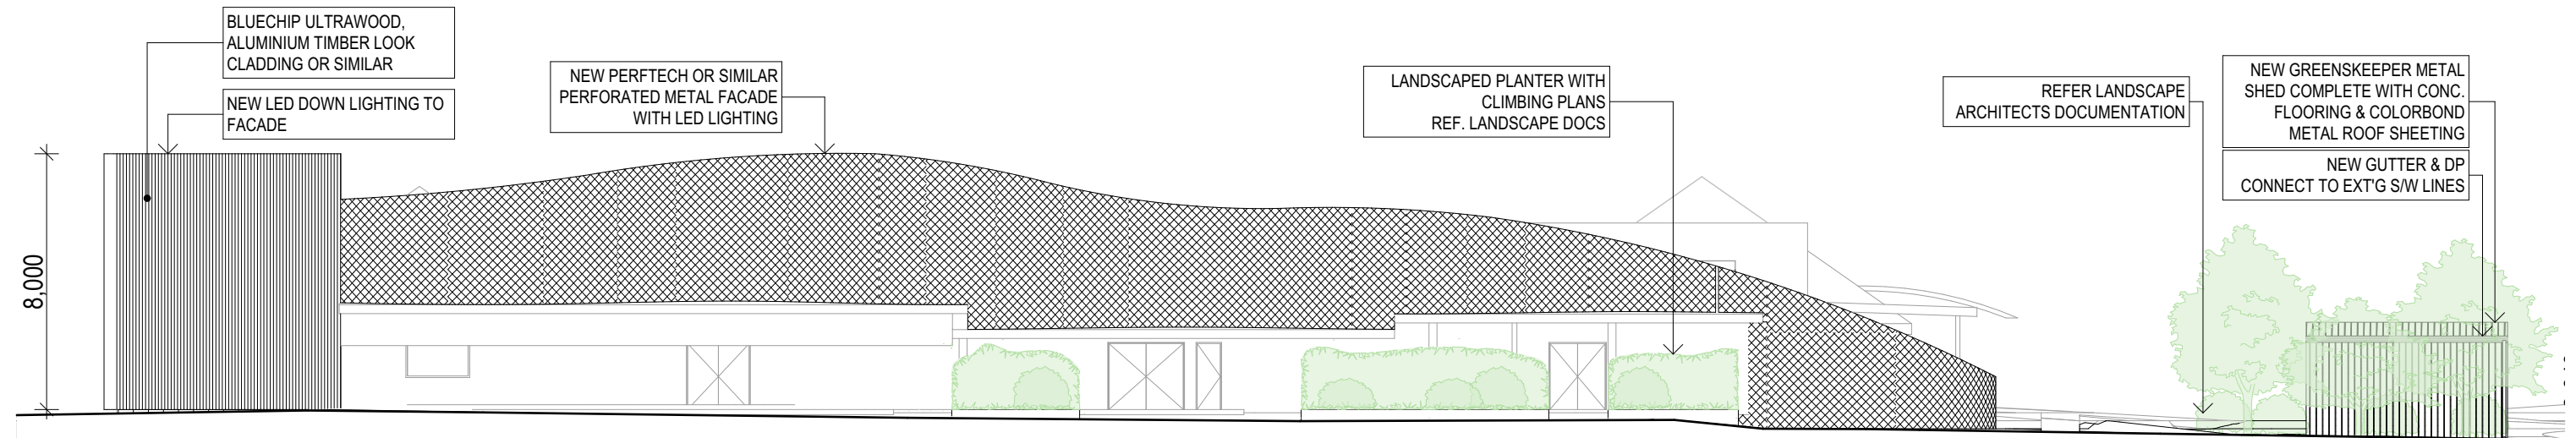 BLUECHIP ULTRAWOOD,
ALUMINIUM TIMBER LOOK
CLADDING OR SIMILAR
NEW LED DOWN LIGHTING TO
FACADE
NEW PERFTECH OR SIMILAR
PERFORATED METAL FACADE
WITH LED LIGHTING
LANDSCAPED PLANTER WITH
CLIMBING PLANS
REF. LANDSCAPE DOCS
REFER LANDSCAPE
ARCHITECTS DOCUMENTATION
NEW GREENSKEEPER METAL
SHED COMPLETE WITH CONC.
FLOORING & COLORBOND
METAL ROOF SHEETING
NEW GUTTER & DP
CONNECT TO EXT'G S/W LINES
8,000